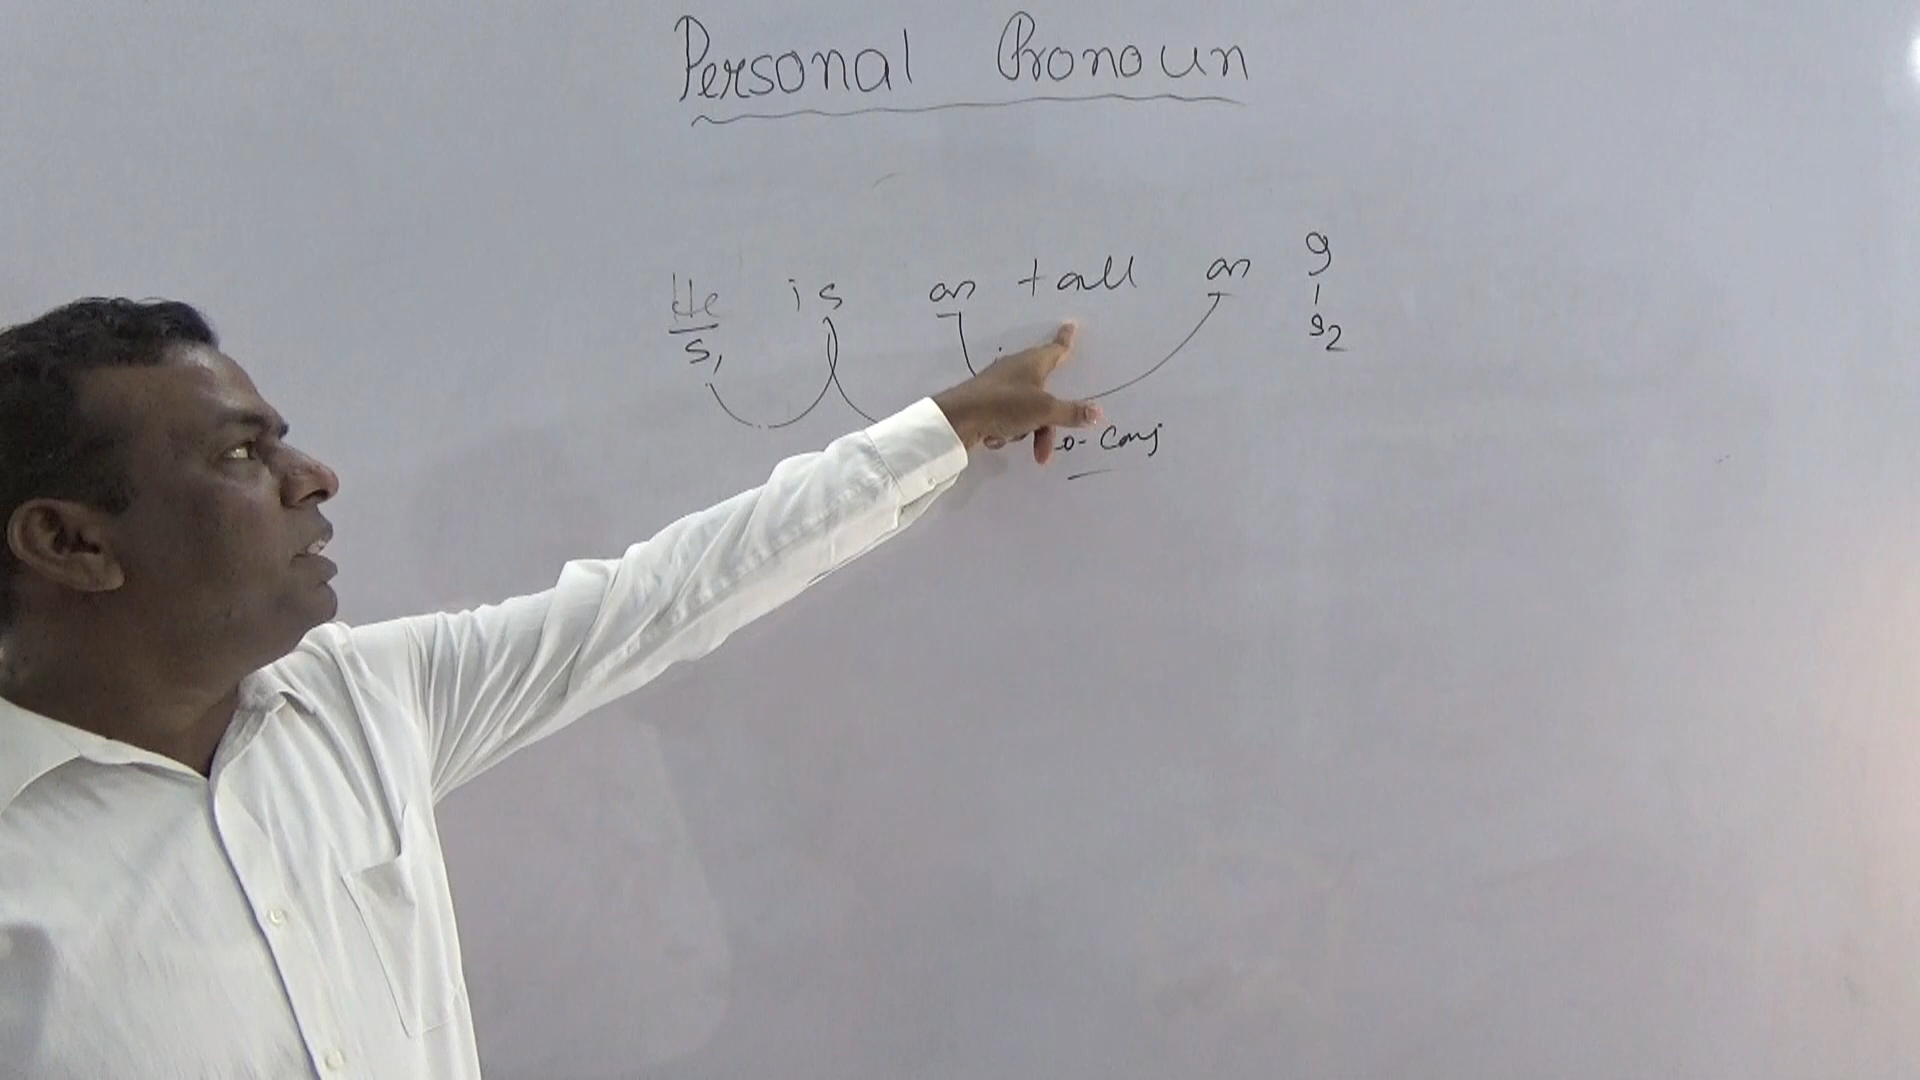 Personal Pronoun
He is as tall as I
S1 S2
co-Conj